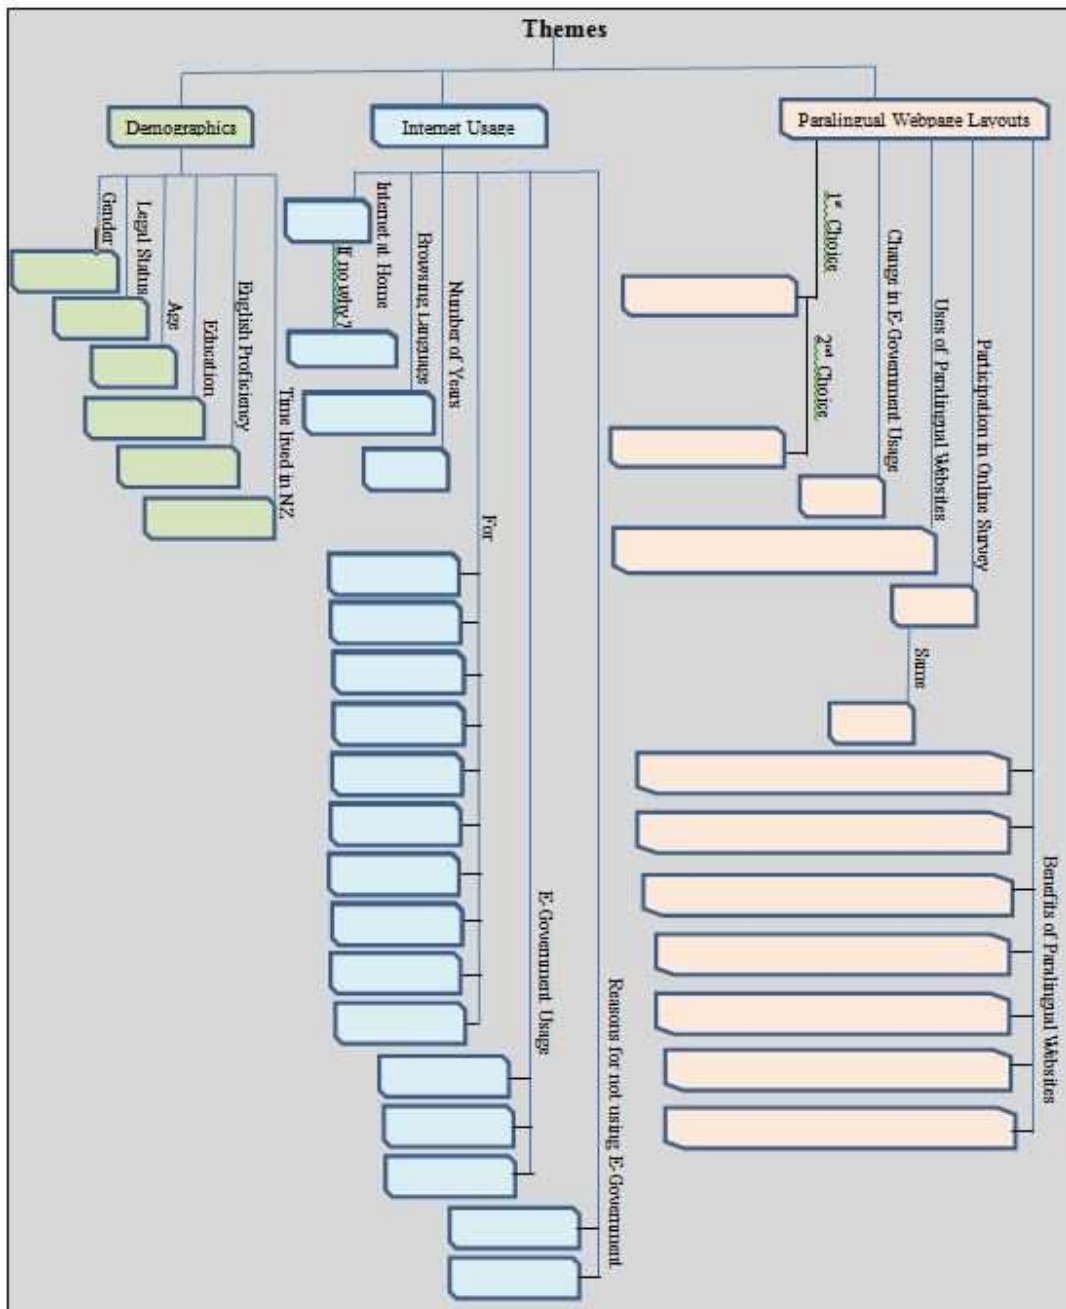 Themes
Demographics
Gender
Legal Status
Age
Education
English Proficiency
Time lived in NZ
Internet Usage
Internet at Home
If no why?
Browsing Language
Number of Years
For
E-Government Usage
Reasons for not using E-Government
Paralingual Webpage Layouts
1st Choice
2nd Choice
Change in E-Government Usage
Uses of Paralingual Websites
Participation in Online Survey
Same
Benefits of Paralingual Websites